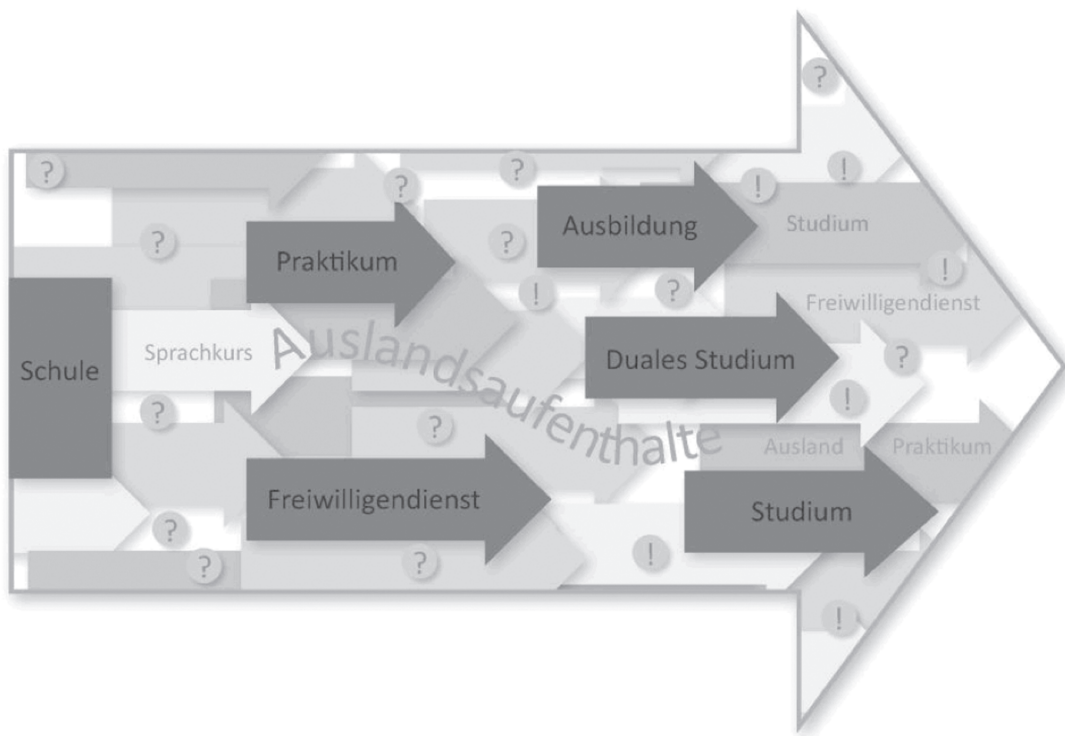 ?
?
?
?
!
!
Ausbildung
Studium
?
?
Praktikum
!
?
!
Freiwilligendienst
Schule
Sprachkurs
Auslandsaufenthalte
Duales Studium
?
!
?
?
Ausland
Praktikum
Freiwilligendienst
Studium
?
!
?
?
!